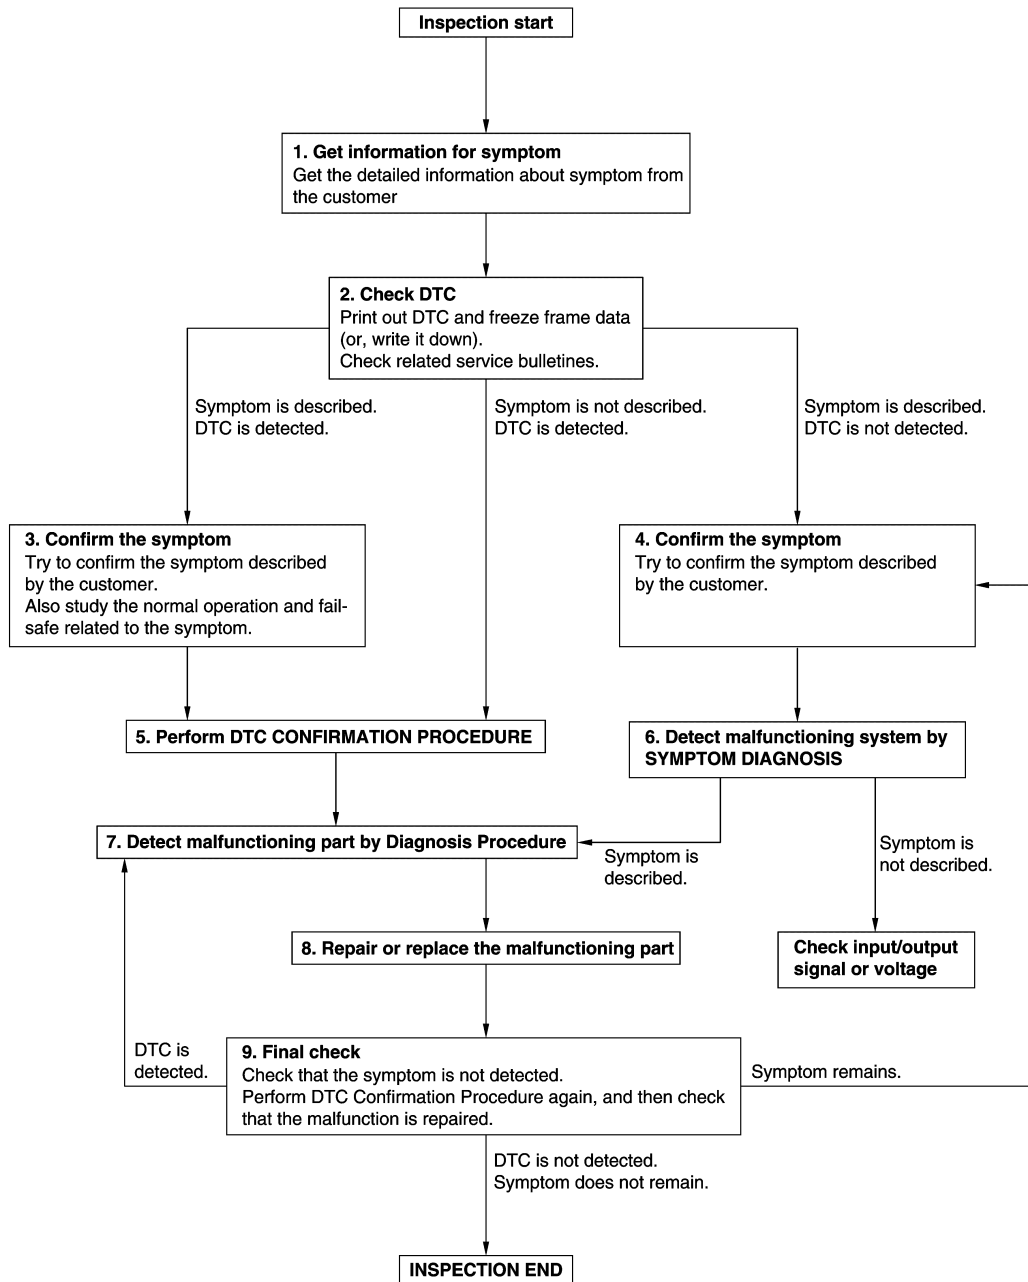 Inspection start
1. Get information for symptom
Get the detailed information about symptom from
the customer
2. Check DTC
Print out DTC and freeze frame data
(or, write it down).
Check related service bulletines.
Symptom is described.
DTC is detected.
Symptom is not described.
DTC is detected.
Symptom is described.
DTC is not detected.
3. Confirm the symptom
Try to confirm the symptom described
by the customer.
Also study the normal operation and fail-
safe related to the symptom.
4. Confirm the symptom
Try to confirm the symptom described
by the customer.
5. Perform DTC CONFIRMATION PROCEDURE
6. Detect malfunctioning system by
SYMPTOM DIAGNOSIS
7. Detect malfunctioning part by Diagnosis Procedure
Symptom is
described.
Symptom is
not described.
8. Repair or replace the malfunctioning part
Check input/output
signal or voltage
DTC is
detected.
9. Final check
Check that the symptom is not detected.
Perform DTC Confirmation Procedure again, and then check
that the malfunction is repaired.
Symptom remains.
DTC is not detected.
Symptom does not remain.
INSPECTION END